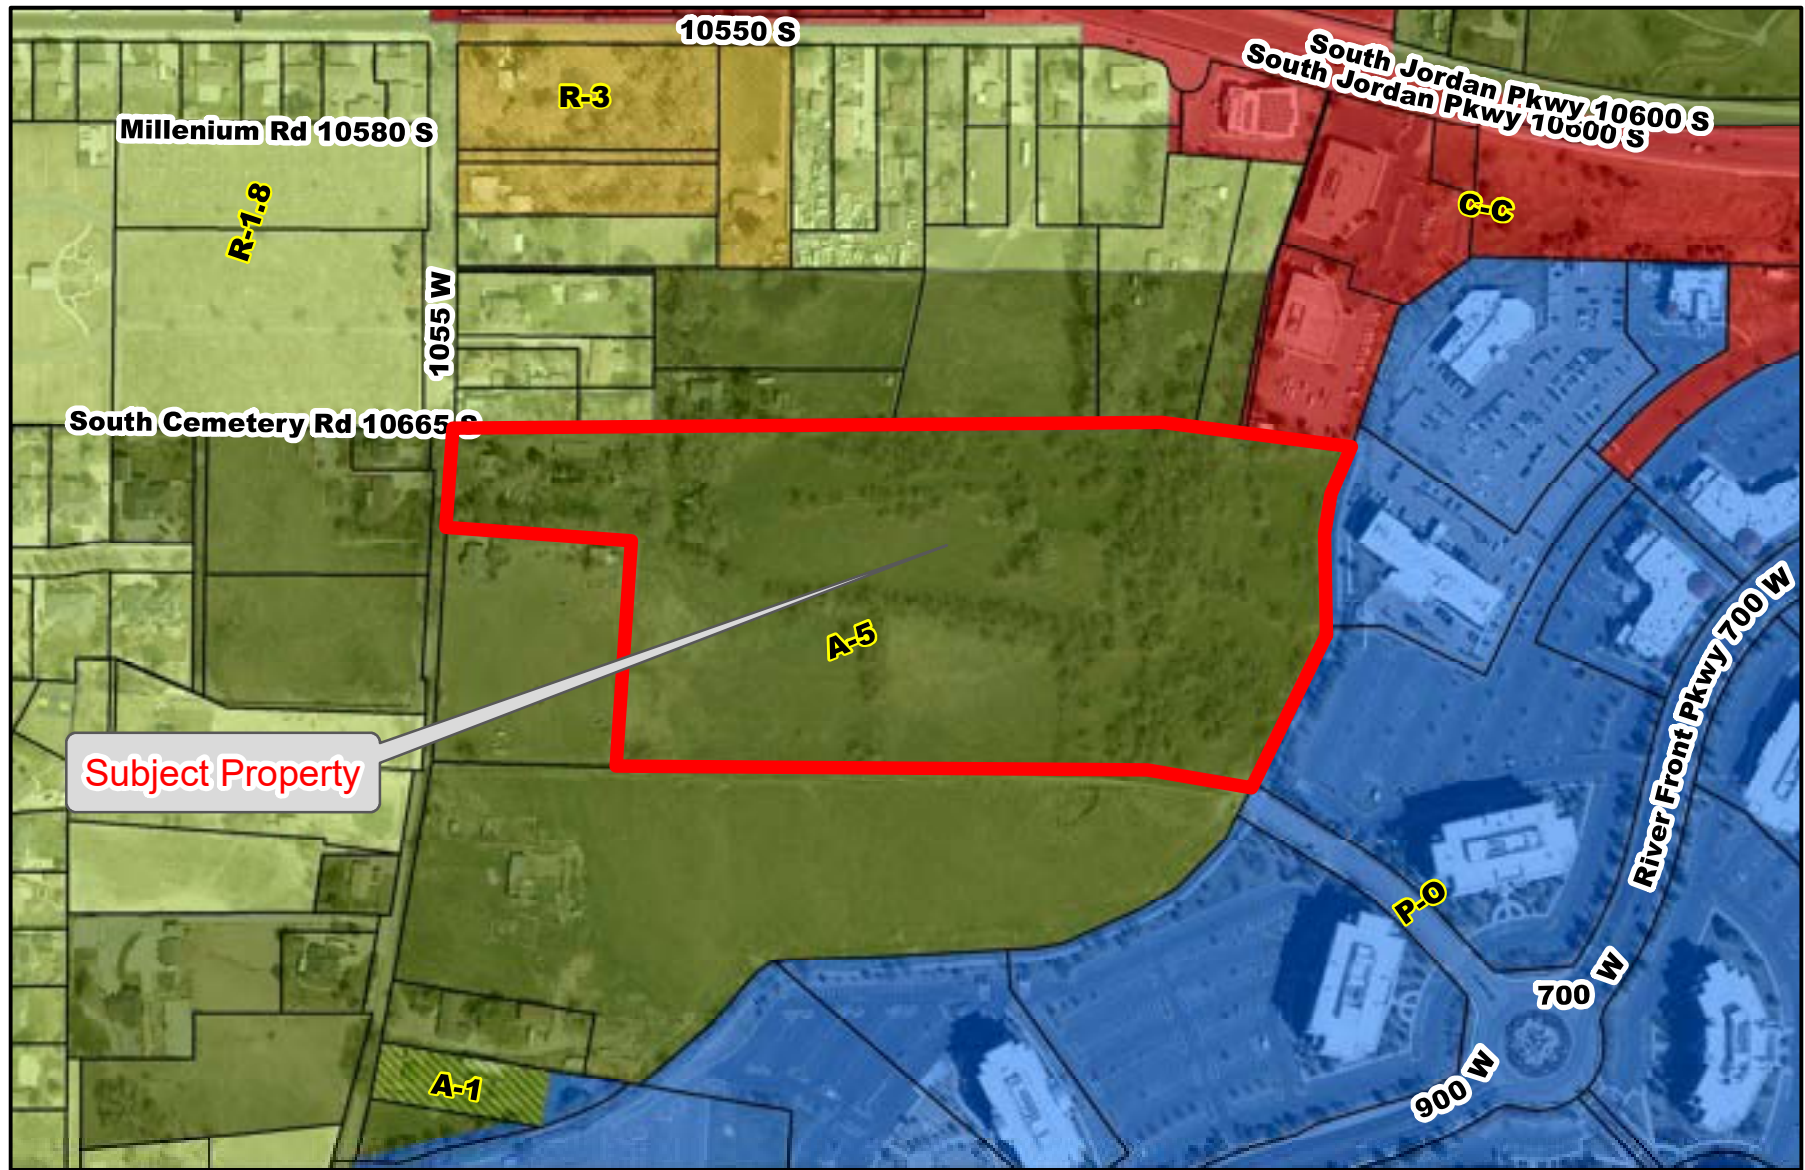 10550 S
South Jordan Pkwy 10600 S
South Jordan Pkwy 10600 S
R-3
Millenium Rd 10580 S
R-1.8
C-C
1055 W
South Cemetery Rd 10665 S
A-5
River Front Pkwy 700 W
Subject Property
P-O
700 W
A-1
900 W